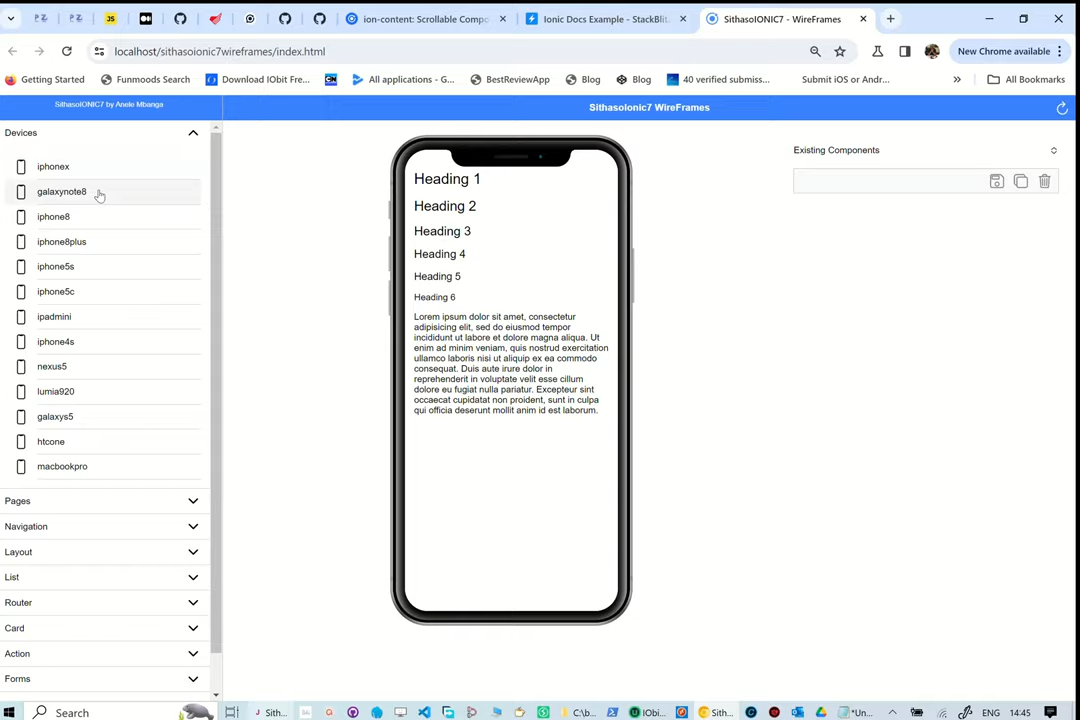 ion-content: Scrollable Compo
Ionic Docs Example - StackBlit
SithasoIONIC7 - WireFrames
localhost/sithasoionic7wireframes/index.html
New Chrome available
Getting Started
Funmoods Search
Download IObit Fre...
All applications - G...
BestReviewApp
Blog
Blog
40 verified submiss...
Submit iOS or Andr...
All Bookmarks
SithasoIONIC7 by Anele Mbanga
SithasoIonic7 WireFrames
Devices
iphonex
galaxynote8
iphone8
iphone8plus
iphone5s
iphone5c
ipadmini
iphone4s
nexus5
lumia920
galaxys5
htcone
macbookpro
Pages
Navigation
Layout
List
Router
Card
Action
Forms
Heading 1
Heading 2
Heading 3
Heading 4
Heading 5
Heading 6
Lorem ipsum dolor sit amet, consectetur
adipisicing elit, sed do eiusmod tempor
incididunt ut labore et dolore magna aliqua. Ut
enim ad minim veniam, quis nostrud exercitation
ullamco laboris nisi ut aliquip ex ea commodo
consequat. Duis aute irure dolor in
reprehenderit in voluptate velit esse cillum
dolore eu fugiat nulla pariatur. Excepteur sint
occaecat cupidatat non proident, sunt in culpa
qui officia deserunt mollit anim id est laborum.
Existing Components
Search
Sith...
C:\b...
IObi...
Sith...
*Un...
ENG
14:45